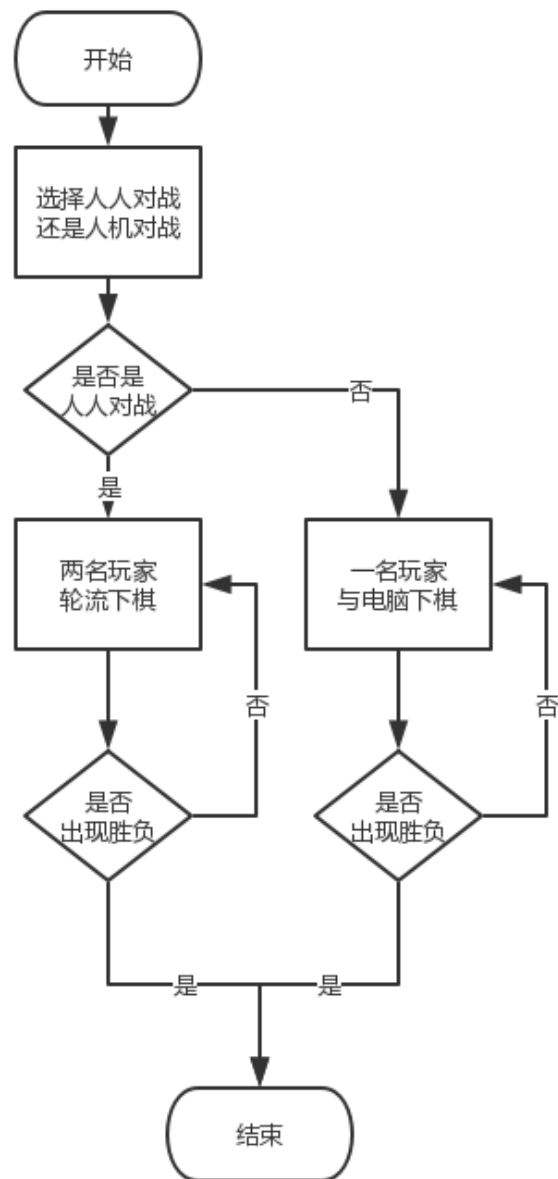 开始
选择人人对战
还是人机对战
是否是
人人对战
否
是
两名玩家
轮流下棋
一名玩家
与电脑下棋
否
否
是否
出现胜负
是否
出现胜负
是
是
结束